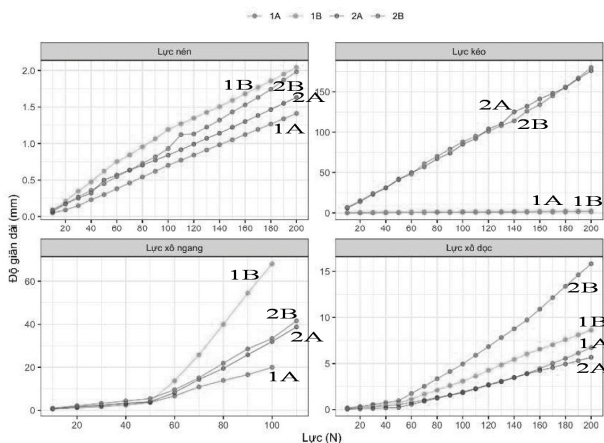 1A 1B 2A 2B
Lực nén
2.0
1.5
1.0
0.5
0.0
1B
2B
2A
1A
20 40 60 80 100 120 140 160 180 200
Lực kéo
150
100
50
0
2A
2B
1A 1B
20 40 60 80 100 120 140 160 180 200
Độ giãn dài (mm)
Lực xô ngang
60
40
20
0
1B
2B
2A
1A
20 40 60 80 100
Lực xô dọc
15
10
5
0
2B
1B
1A
2A
20 40 60 80 100 120 140 160 180 200
Lực (N)